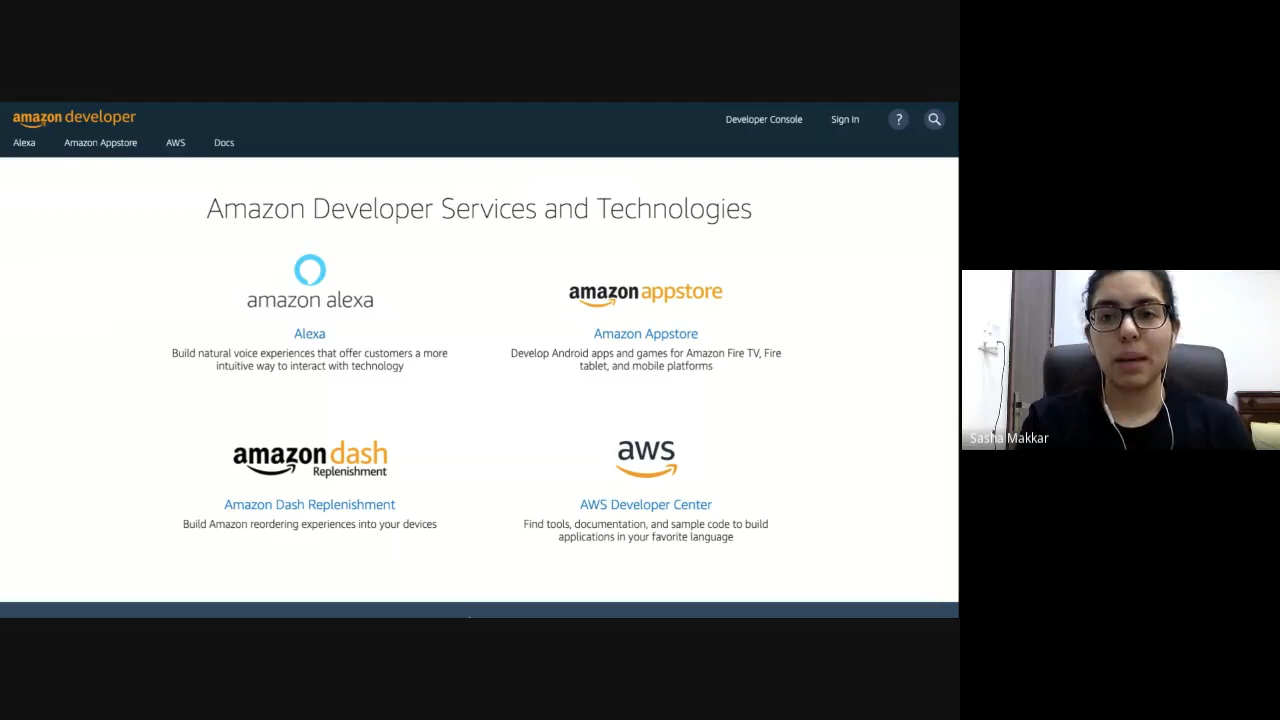 amazon developer
Developer Console
Sign In
?
Alexa
Amazon Appstore
AWS
Docs
Amazon Developer Services and Technologies
amazon alexa
Alexa
Build natural voice experiences that offer customers a more
intuitive way to interact with technology
amazon appstore
Amazon Appstore
Develop Android apps and games for Amazon Fire TV, Fire
tablet, and mobile platforms
amazon dash
Replenishment
Amazon Dash Replenishment
Build Amazon reordering experiences into your devices
aws
AWS Developer Center
Find tools, documentation, and sample code to build
applications in your favorite language
Sasha Makkar